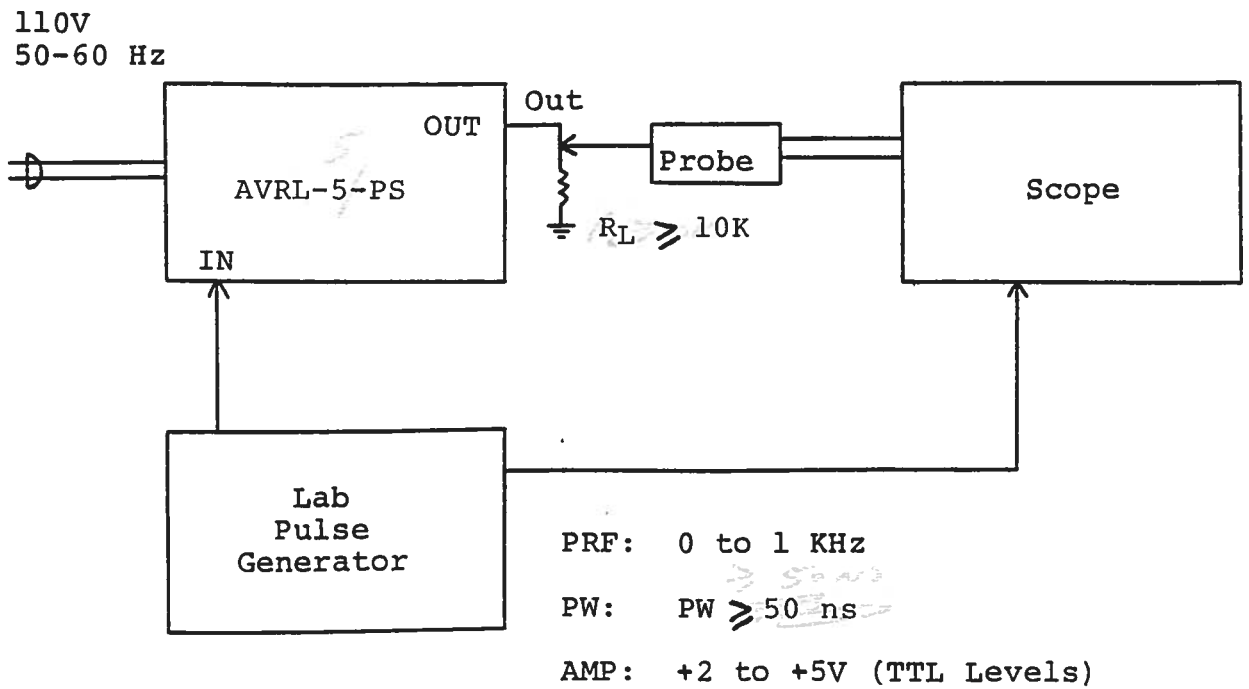 110V
50-60 Hz
Out
OUT
AVRL-5-PS
IN
Probe
Scope
RL ⩾ 10K
Lab
Pulse
Generator
PRF: 0 to 1 KHz
PW: PW ⩾ 50 ns
AMP: +2 to +5V (TTL Levels)